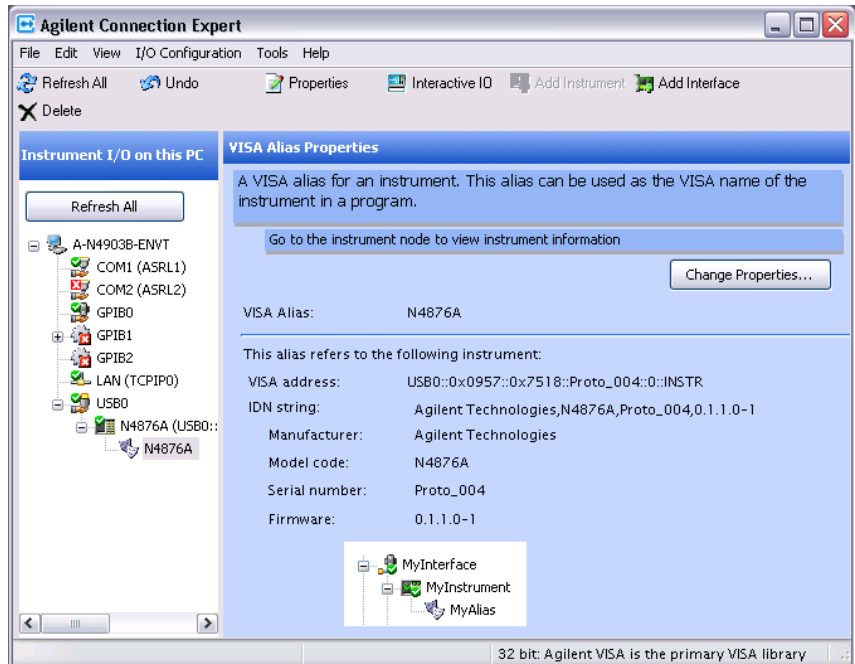 Agilent Connection Expert
File Edit View I/O Configuration Tools Help
Refresh All Undo Properties Interactive IO Add Instrument Add Interface
Delete
Instrument I/O on this PC
Refresh All
A-N4903B-ENVT
COM1 (ASRL1)
COM2 (ASRL2)
GPIB0
GPIB1
GPIB2
LAN (TCPIP0)
USB0
N4876A (USB0::
N4876A
VISA Alias Properties
A VISA alias for an instrument. This alias can be used as the VISA name of the
instrument in a program.
Go to the instrument node to view instrument information
Change Properties...
VISA Alias: N4876A
This alias refers to the following instrument:
VISA address: USB0::0x0957::0x7518::Proto_004::0::INSTR
IDN string: Agilent Technologies,N4876A,Proto_004,0.1.1.0-1
Manufacturer: Agilent Technologies
Model code: N4876A
Serial number: Proto_004
Firmware: 0.1.1.0-1
MyInterface
MyInstrument
MyAlias
32 bit: Agilent VISA is the primary VISA library